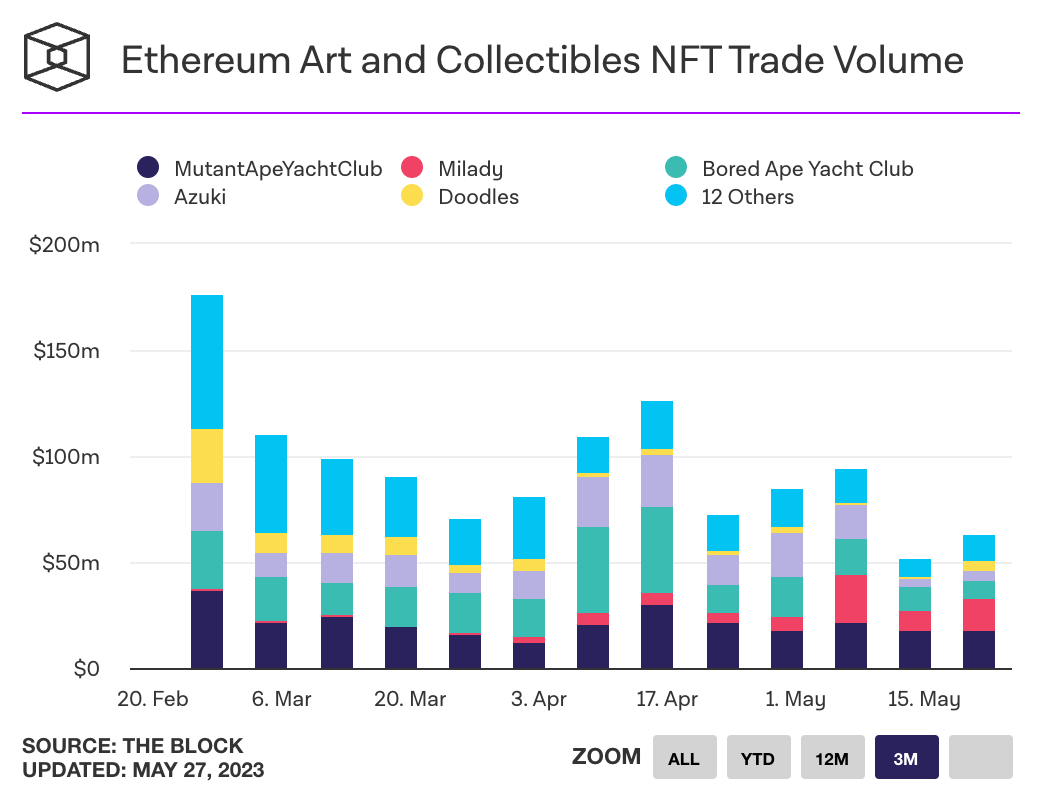 Ethereum Art and Collectibles NFT Trade Volume
MutantApeYachtClub Milady Bored Ape Yacht Club
Azuki Doodles 12 Others
$200m
$150m
$100m
$50m
$0
20. Feb 6. Mar 20. Mar 3. Apr 17. Apr 1. May 15. May
SOURCE: THE BLOCK
UPDATED: MAY 27, 2023
ZOOM ALL YTD 12M 3M